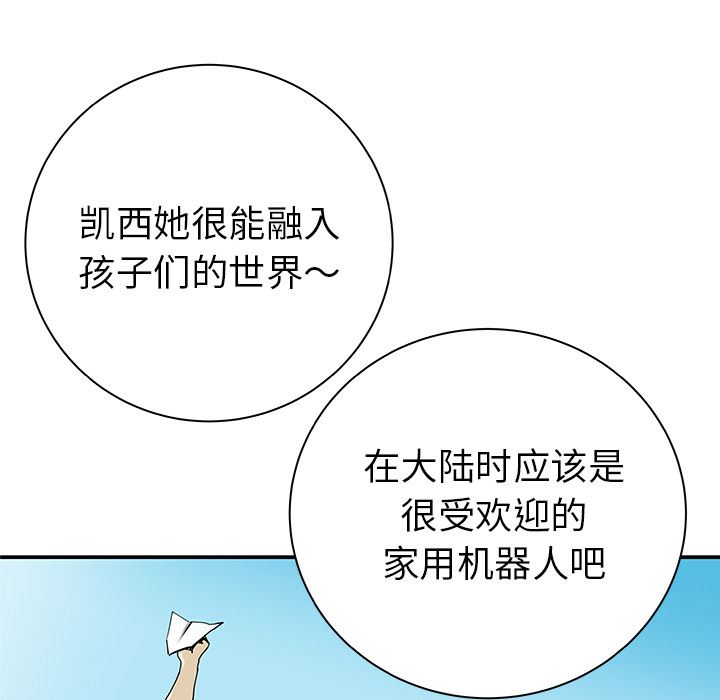 凯西她很能融入
孩子们的世界～
在大陆时应该是
很受欢迎的
家用机器人吧